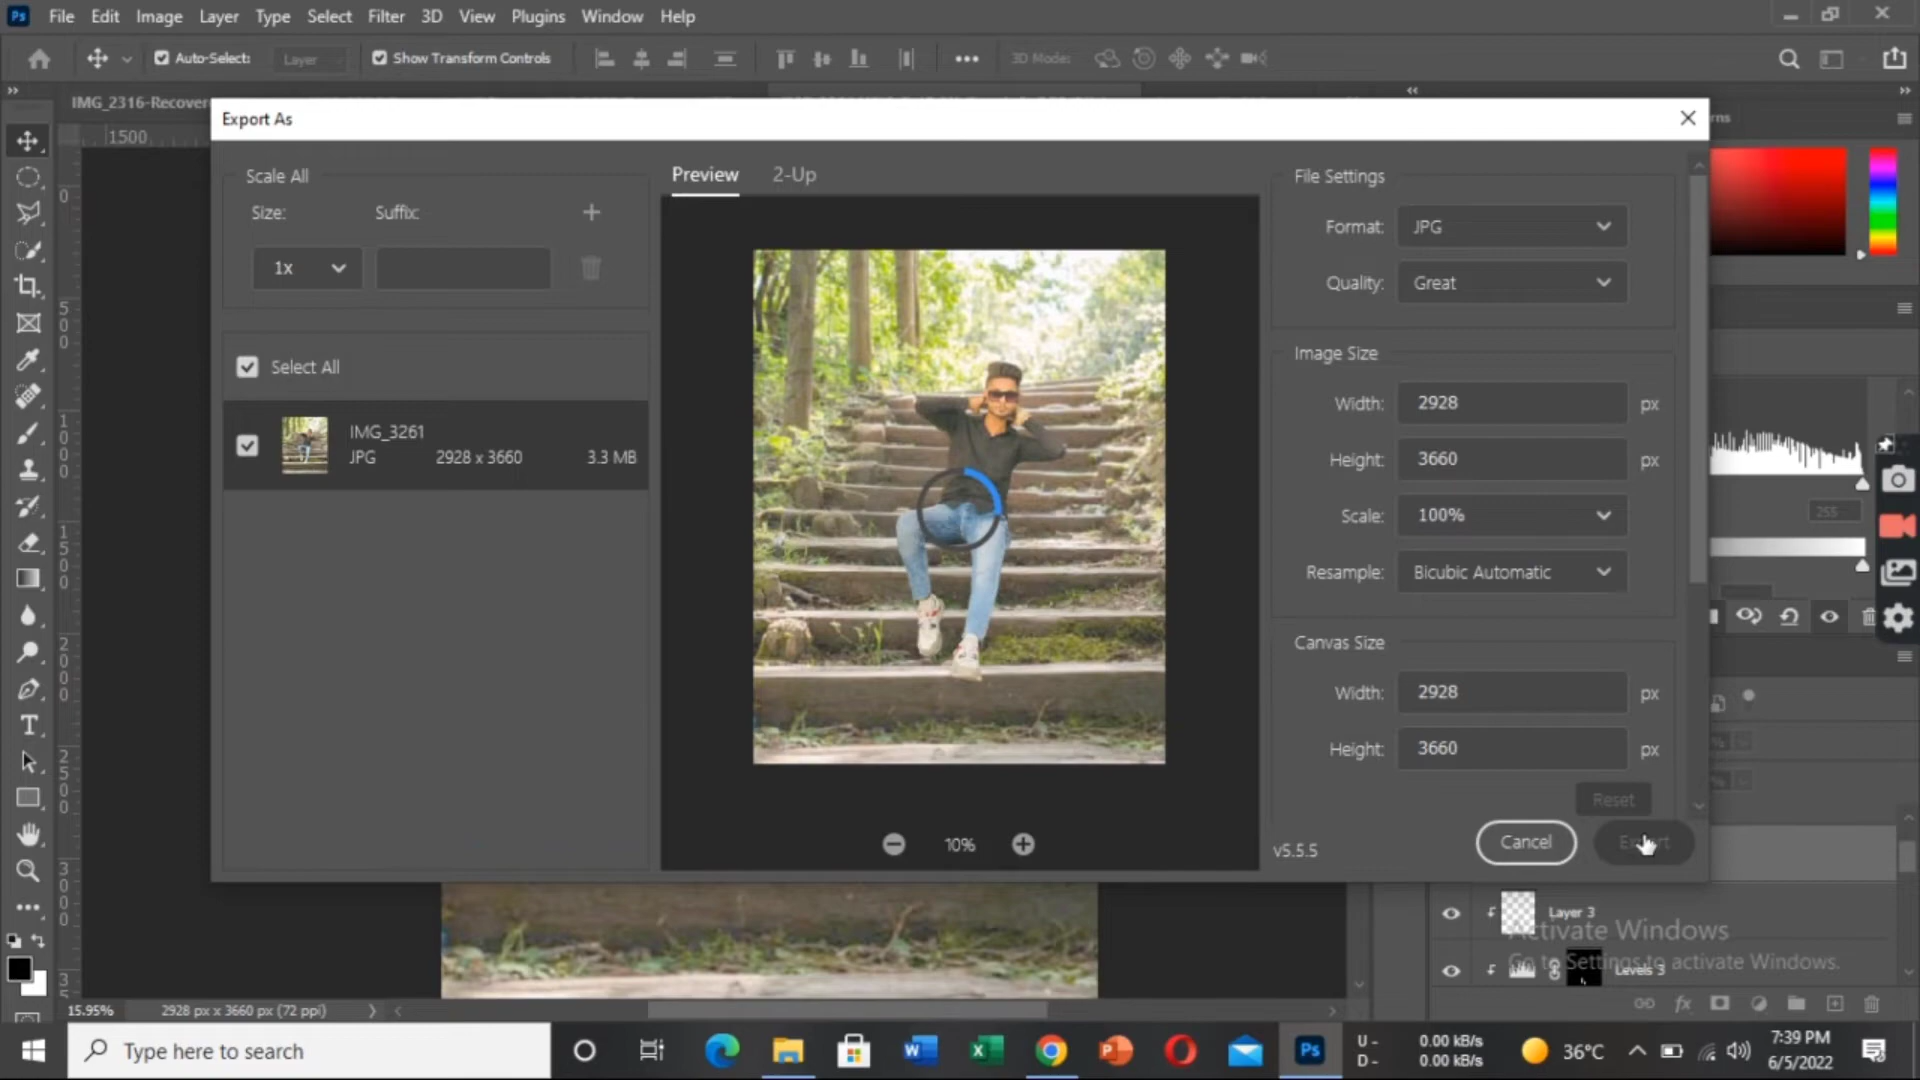 Ps File Edit Image Layer Type Select Filter 3D View Plugins Window Help
Auto-Select: Layer Show Transform Controls 3D Mode:
IMG_2316-Recover
Export As
1500
Scale All
Size: Suffix:
1x
Select All
IMG_3261
JPG 2928 x 3660 3.3 MB
Preview 2-Up
10%
File Settings
Format: JPG
Quality: Great
Image Size
Width: 2928 px
Height: 3660 px
Scale: 100%
Resample: Bicubic Automatic
Canvas Size
Width: 2928 px
Height: 3660 px
Reset
v5.5.5 Cancel
rns
255
Layer 3
Levels 3
Activate Windows
Go to Settings to activate Windows.
15.95% 2928 px x 3660 px (72 ppi)
Type here to search
Ps
U - 0.00 kB/s
D - 0.00 kB/s
36°C
7:39 PM
6/5/2022